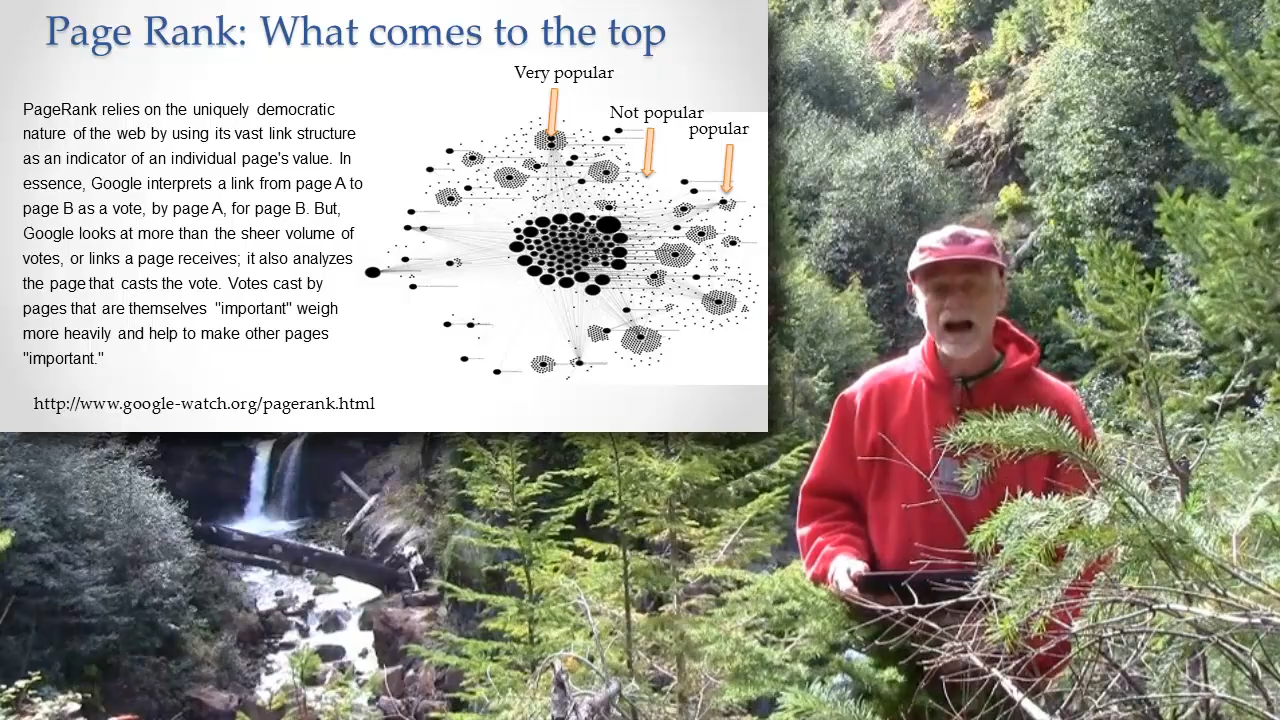 Page Rank: What comes to the top
Very popular
Not popular
popular
PageRank relies on the uniquely democratic
nature of the web by using its vast link structure
as an indicator of an individual page's value. In
essence, Google interprets a link from page A to
page B as a vote, by page A, for page B. But,
Google looks at more than the sheer volume of
votes, or links a page receives; it also analyzes
the page that casts the vote. Votes cast by
pages that are themselves "important" weigh
more heavily and help to make other pages
"important."
http://www.google-watch.org/pagerank.html